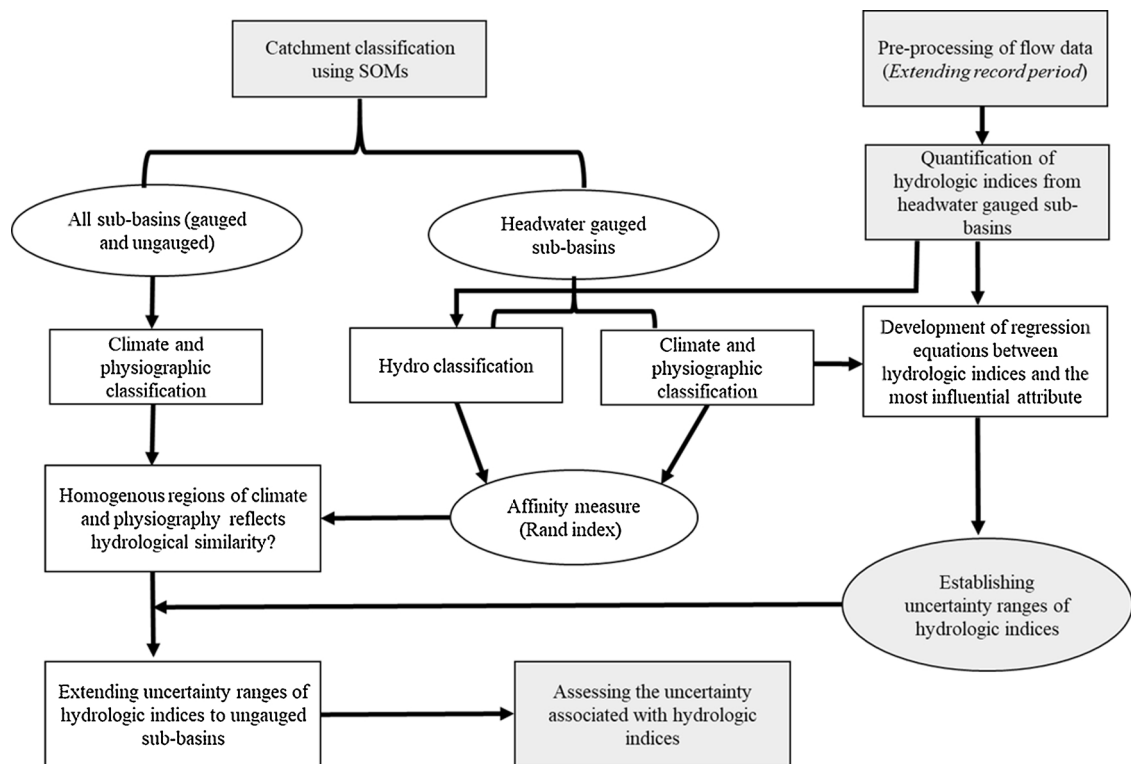 Catchment classification
using SOMs
Pre-processing of flow data
(Extending record period)
Quantification of
hydrologic indices from
headwater gauged sub-
basins
All sub-basins (gauged
and ungauged)
Headwater gauged
sub-basins
Climate and
physiographic
classification
Hydro classification
Climate and
physiographic
classification
Development of regression
equations between
hydrologic indices and the
most influential attribute
Homogenous regions of climate
and physiography reflects
hydrological similarity?
Affinity measure
(Rand index)
Establishing
uncertainty ranges of
hydrologic indices
Extending uncertainty ranges of
hydrologic indices to ungauged
sub-basins
Assessing the uncertainty
associated with hydrologic
indices